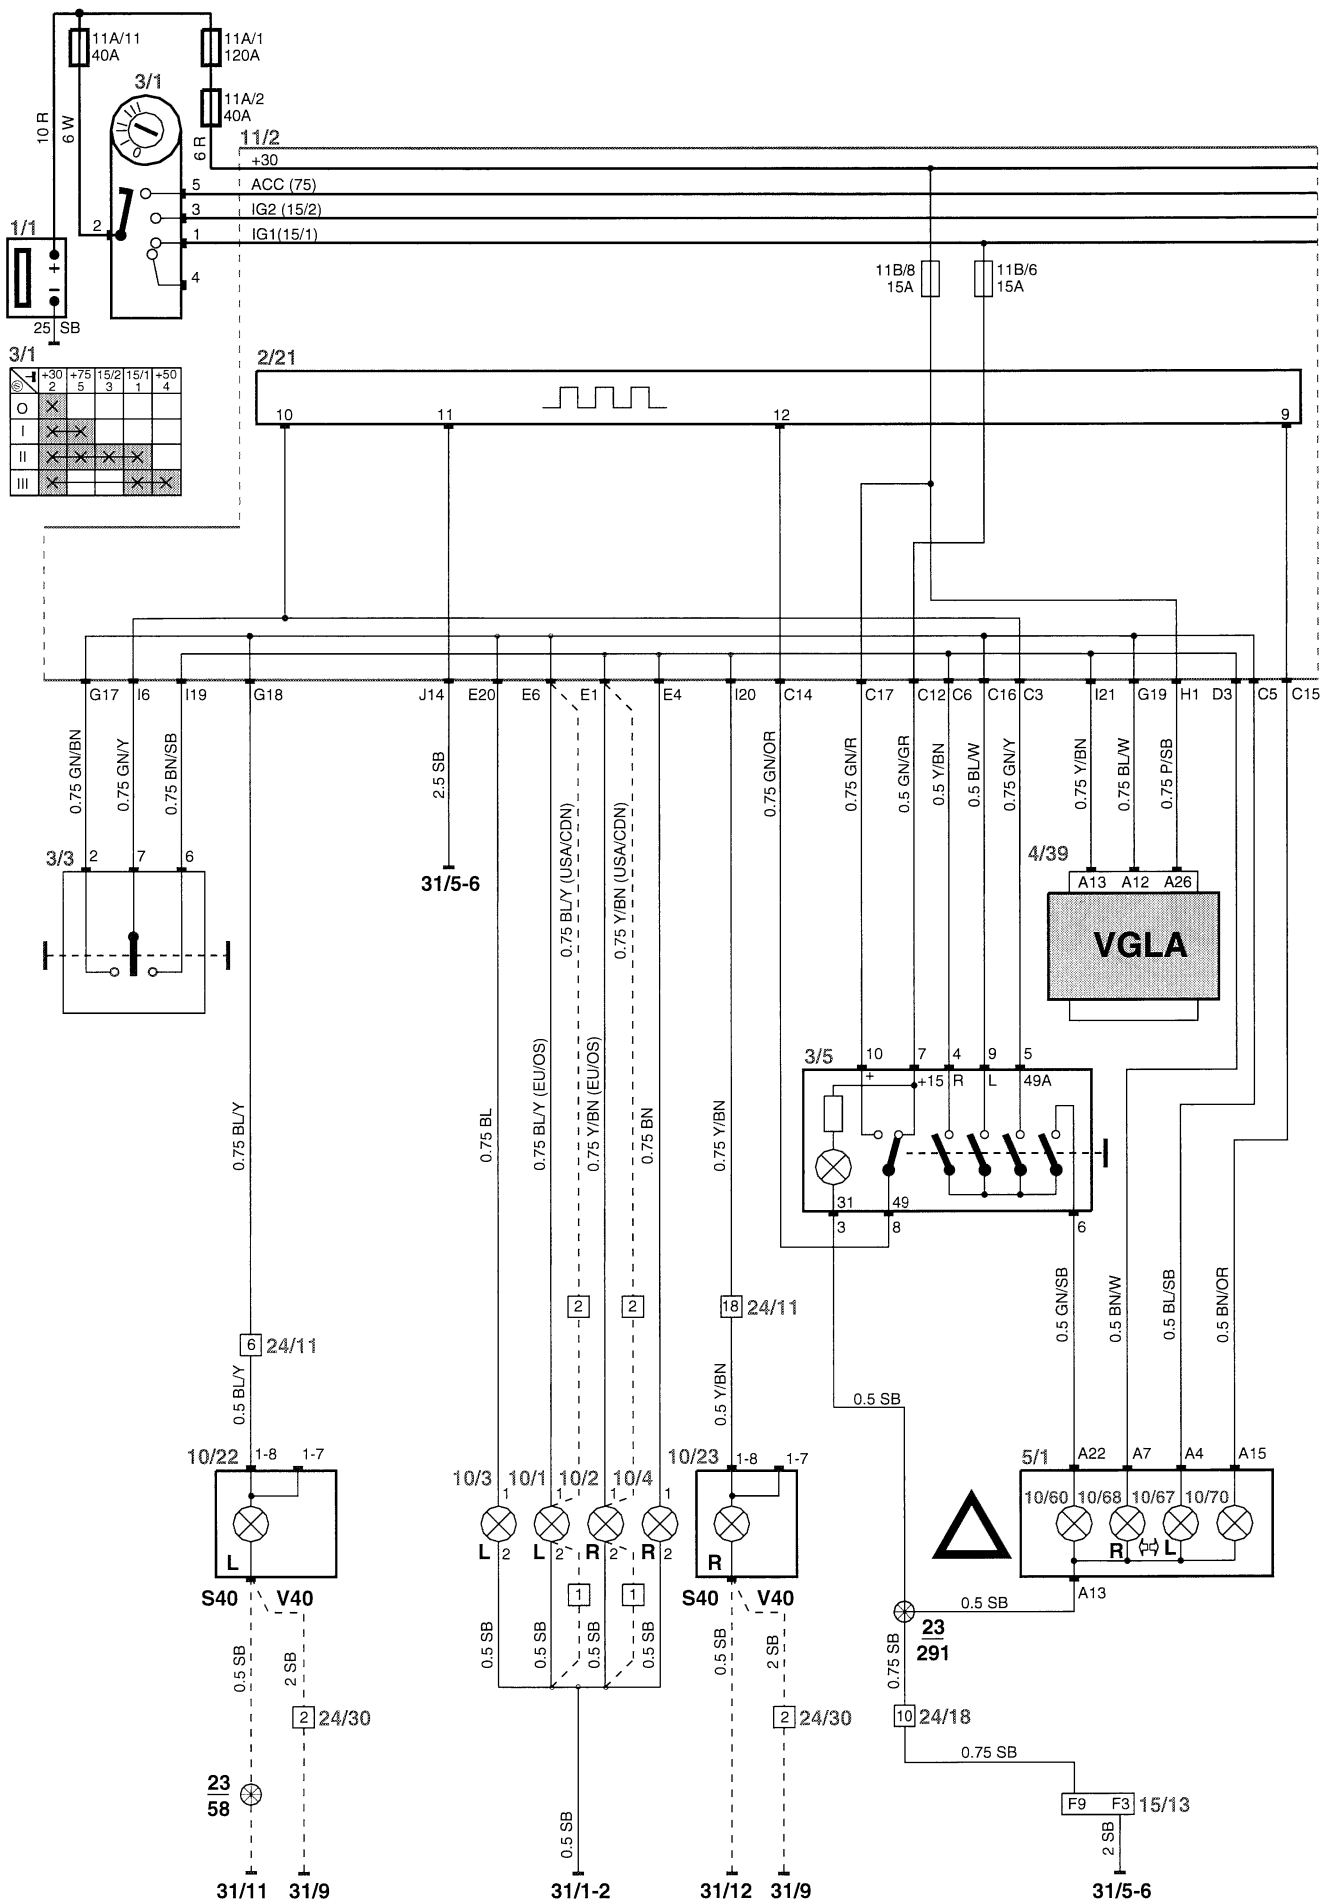 11A/11
40A
11A/1
120A
3/1
11A/2
40A
10 R
6 W
6 R
0
11/2
+30
5 ACC (75)
3 IG2 (15/2)
1 IG1(15/1)
2
4
1/1
+
−
25 SB
11B/8
15A
11B/6
15A
3/1
+30 +75 15/2 15/1 +50
2 5 3 1 4
O
I
II
III
2/21
10 11 12 9
G17 I6 I19 G18 J14 E20 E6 E1 E4 I20 C14 C17 C12 C6 C16 C3 I21 G19 H1 D3 C5 C15
0.75 GN/BN
0.75 GN/Y
0.75 BN/SB
2.5 SB
0.75 BL/Y (USA/CDN)
0.75 Y/BN (USA/CDN)
0.75 GN/OR
0.75 GN/R
0.5 GN/GR
0.5 Y/BN
0.5 BL/W
0.75 GN/Y
0.75 Y/BN
0.75 BL/W
0.75 P/SB
3/3
2 7 6
31/5-6
4/39
A13 A12 A26
VGLA
0.75 BL/Y
0.75 BL
0.75 BL/Y (EU/OS)
0.75 Y/BN (EU/OS)
0.75 BN
0.75 Y/BN
3/5
10 7 4 9 5
+ +15 R L 49A
31 49
3 8 6
2 2
18 24/11
6 24/11
0.5 BL/Y
0.5 Y/BN
0.5 SB
0.5 GN/SB
0.5 BN/W
0.5 BL/SB
0.5 BN/OR
10/22 1-8 1-7
10/3 10/1 10/2 10/4
10/23 1-8 1-7
5/1 A22 A7 A4 A15
1 1 1 1
10/60 10/68 10/67 10/70
L
L 2 L 2 R 2 R 2
R
R L
S40 V40
1 1
S40 V40
A13
0.5 SB
23
291
0.5 SB
2 SB
0.5 SB
0.5 SB
0.5 SB
0.5 SB
0.5 SB
2 SB
0.75 SB
2 24/30
2 24/30
10 24/18
0.75 SB
23
58
F9 F3 15/13
0.5 SB
2 SB
31/11 31/9 31/1-2 31/12 31/9 31/5-6